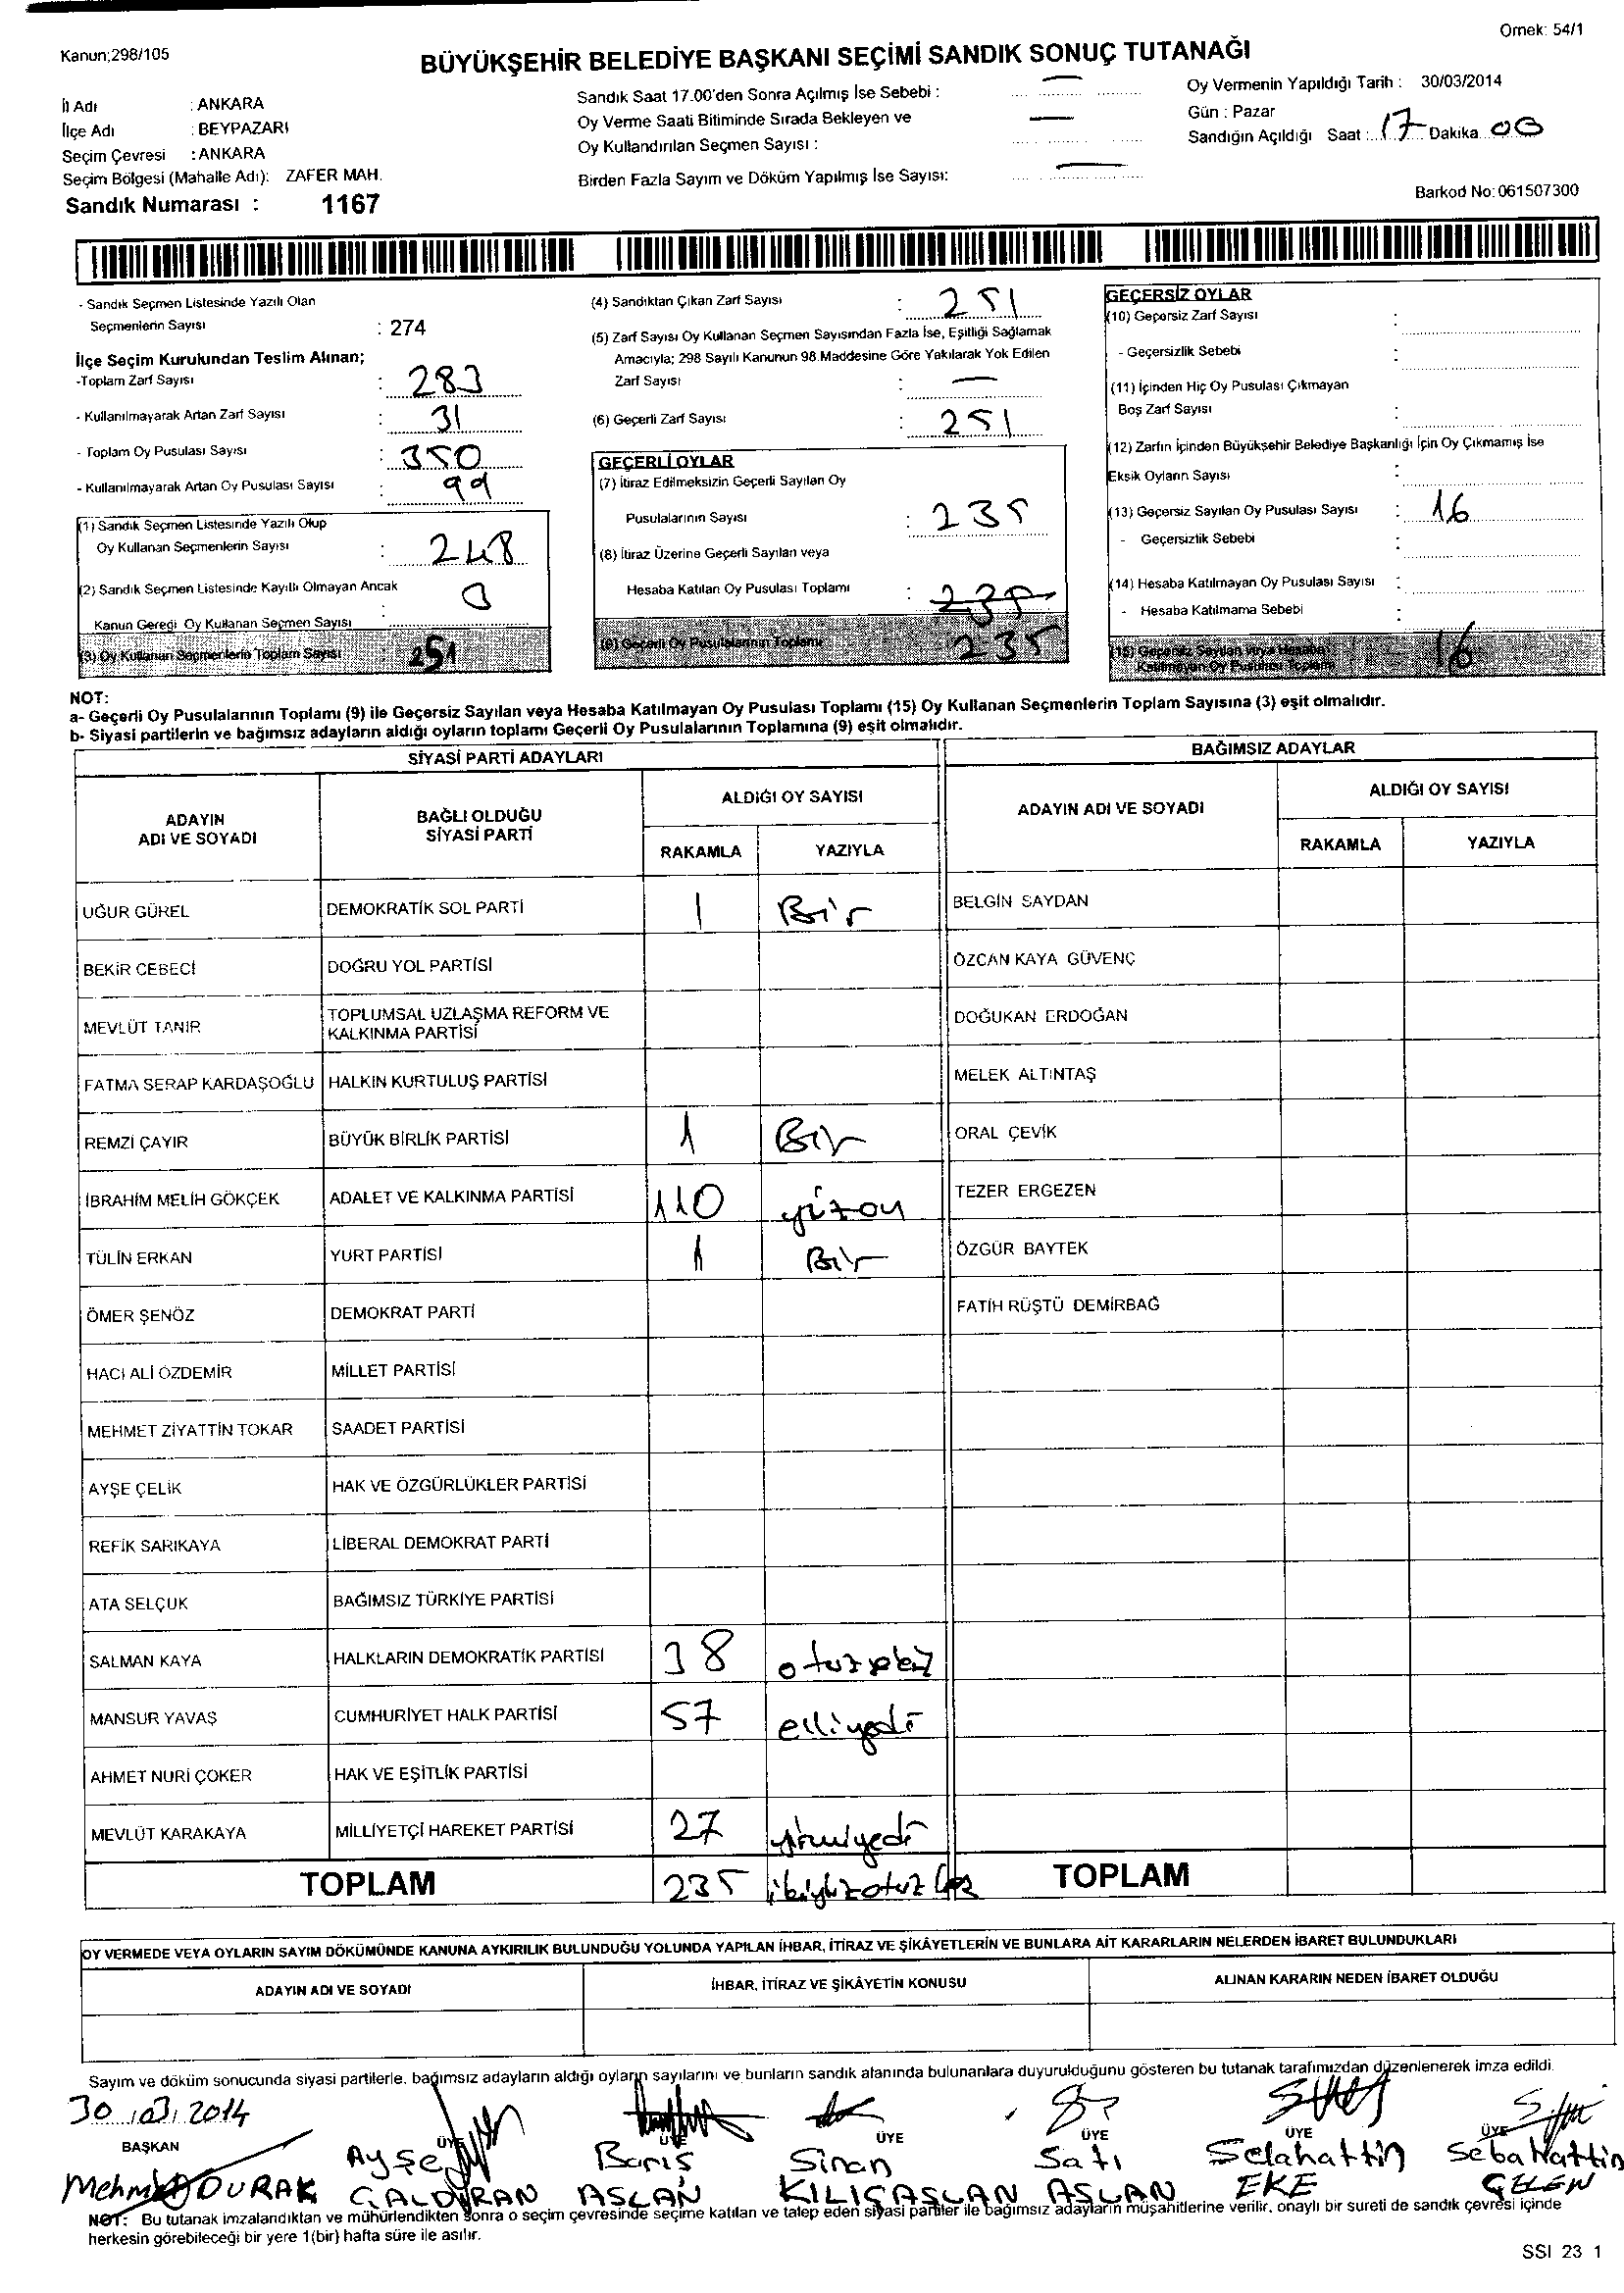 Örnek: 54/1
Kanun;298/105
BÜYÜKŞEHİR BELEDİYE BAŞKANI SEÇİMİ SANDIK SONUÇ TUTANAĞI
İl Adı : ANKARA
İlçe Adı : BEYPAZARI
Seçim Çevresi : ANKARA
Seçim Bölgesi (Mahalle Adı): ZAFER MAH.
Sandık Numarası : 1167
Sandık Saat 17.00'den Sonra Açılmış İse Sebebi : —
Oy Verme Saati Bitiminde Sırada Bekleyen ve —
Oy Kullandırılan Seçmen Sayısı :
Birden Fazla Sayım ve Döküm Yapılmış İse Sayısı: —
Oy Vermenin Yapıldığı Tarih : 30/03/2014
Gün : Pazar
Sandığın Açıldığı Saat : 17 Dakika 00
Barkod No: 061507300
- Sandık Seçmen Listesinde Yazılı Olan
Seçmenlerin Sayısı : 274
İlçe Seçim Kurulundan Teslim Alınan;
-Toplam Zarf Sayısı : 283
- Kullanılmayarak Artan Zarf Sayısı : 31
- Toplam Oy Pusulası Sayısı : 350
- Kullanılmayarak Artan Oy Pusulası Sayısı : 99
(1) Sandık Seçmen Listesinde Yazılı Olup
Oy Kullanan Seçmenlerin Sayısı : 248
(2) Sandık Seçmen Listesinde Kayıtlı Olmayan Ancak
Kanun Gereği Oy Kullanan Seçmen Sayısı :
(3) Oy Kullanan Seçmenlerin Toplam Sayısı : 251
(4) Sandıktan Çıkan Zarf Sayısı : 251
(5) Zarf Sayısı Oy Kullanan Seçmen Sayısından Fazla İse, Eşitliği Sağlamak
Amacıyla; 298 Sayılı Kanunun 98.Maddesine Göre Yakılarak Yok Edilen
Zarf Sayısı : —
(6) Geçerli Zarf Sayısı : 251
GEÇERLİ OYLAR
(7) İtiraz Edilmeksizin Geçerli Sayılan Oy
Pusulalarının Sayısı : 235
(8) İtiraz Üzerine Geçerli Sayılan veya
Hesaba Katılan Oy Pusulası Toplamı :
(9) Geçerli Oy Pusulalarının Toplamı 235
GEÇERSİZ OYLAR
(10) Geçersiz Zarf Sayısı :
- Geçersizlik Sebebi :
(11) İçinden Hiç Oy Pusulası Çıkmayan
Boş Zarf Sayısı :
(12) Zarfın İçinden Büyükşehir Belediye Başkanlığı İçin Oy Çıkmamış İse
Eksik Oyların Sayısı :
(13) Geçersiz Sayılan Oy Pusulası Sayısı : 16
- Geçersizlik Sebebi :
(14) Hesaba Katılmayan Oy Pusulası Sayısı :
- Hesaba Katılmama Sebebi :
(15) Geçersiz Sayılan veya Hesaba
Katılmayan Oy Pusulası Toplamı 16
NOT:
a- Geçerli Oy Pusulalarının Toplamı (9) ile Geçersiz Sayılan veya Hesaba Katılmayan Oy Pusulası Toplamı (15) Oy Kullanan Seçmenlerin Toplam Sayısına (3) eşit olmalıdır.
b- Siyasi partilerin ve bağımsız adayların aldığı oyların toplamı Geçerli Oy Pusulalarının Toplamına (9) eşit olmalıdır.
SİYASİ PARTİ ADAYLARI
ADAYIN ADI VE SOYADI BAĞLI OLDUĞU SİYASİ PARTİ ALDIĞI OY SAYISI
RAKAMLA YAZIYLA
UĞUR GÜREL DEMOKRATİK SOL PARTİ 1 Bir
BEKİR CEBECİ DOĞRU YOL PARTİSİ
MEVLÜT TANIR TOPLUMSAL UZLAŞMA REFORM VE KALKINMA PARTİSİ
FATMA SERAP KARDAŞOĞLU HALKIN KURTULUŞ PARTİSİ
REMZİ ÇAYIR BÜYÜK BİRLİK PARTİSİ 1 Bir
İBRAHİM MELİH GÖKÇEK ADALET VE KALKINMA PARTİSİ 110 yüzon
TÜLİN ERKAN YURT PARTİSİ 1 Bir
ÖMER ŞENÖZ DEMOKRAT PARTİ
HACI ALİ ÖZDEMİR MİLLET PARTİSİ
MEHMET ZİYATTİN TOKAR SAADET PARTİSİ
AYŞE ÇELİK HAK VE ÖZGÜRLÜKLER PARTİSİ
REFİK SARIKAYA LİBERAL DEMOKRAT PARTİ
ATA SELÇUK BAĞIMSIZ TÜRKİYE PARTİSİ
SALMAN KAYA HALKLARIN DEMOKRATİK PARTİSİ 38 otuzsekiz
MANSUR YAVAŞ CUMHURİYET HALK PARTİSİ 57 elliyedi
AHMET NURİ ÇOKER HAK VE EŞİTLİK PARTİSİ
MEVLÜT KARAKAYA MİLLİYETÇİ HAREKET PARTİSİ 27 yirmiyedi
TOPLAM 235 ikiyüzotuzbeş
BAĞIMSIZ ADAYLAR
ADAYIN ADI VE SOYADI ALDIĞI OY SAYISI
RAKAMLA YAZIYLA
BELGİN SAYDAN
ÖZCAN KAYA GÜVENÇ
DOĞUKAN ERDOĞAN
MELEK ALTINTAŞ
ORAL ÇEVİK
TEZER ERGEZEN
ÖZGÜR BAYTEK
FATİH RÜŞTÜ DEMİRBAĞ
TOPLAM
OY VERMEDE VEYA OYLARIN SAYIM DÖKÜMÜNDE KANUNA AYKIRILIK BULUNDUĞU YOLUNDA YAPILAN İHBAR, İTİRAZ VE ŞİKÂYETLERİN VE BUNLARA AİT KARARLARIN NELERDEN İBARET BULUNDUKLARI
ADAYIN ADI VE SOYADI İHBAR, İTİRAZ VE ŞİKÂYETİN KONUSU ALINAN KARARIN NEDEN İBARET OLDUĞU
Sayım ve döküm sonucunda siyasi partilerle, bağımsız adayların aldığı oyların sayılarını ve bunların sandık alanında bulunanlara duyurulduğunu gösteren bu tutanak tarafımızdan düzenlenerek imza edildi.
30/03/2014
BAŞKAN ÜYE ÜYE ÜYE ÜYE ÜYE ÜYE
Mehmet DURAK
Ayşe ÇALDIRAN
Barış ASLAN
Sinan KILIÇASLAN
Satı ASLAN
Selahattin EKE
Sebahattin GELEN
NOT: Bu tutanak imzalandıktan ve mühürlendikten sonra o seçim çevresinde seçime katılan ve talep eden siyasi partiler ile bağımsız adayların müşahitlerine verilir, onaylı bir sureti de sandık çevresi içinde
herkesin görebileceği bir yere 1(bir) hafta süre ile asılır.
SSI 23 1